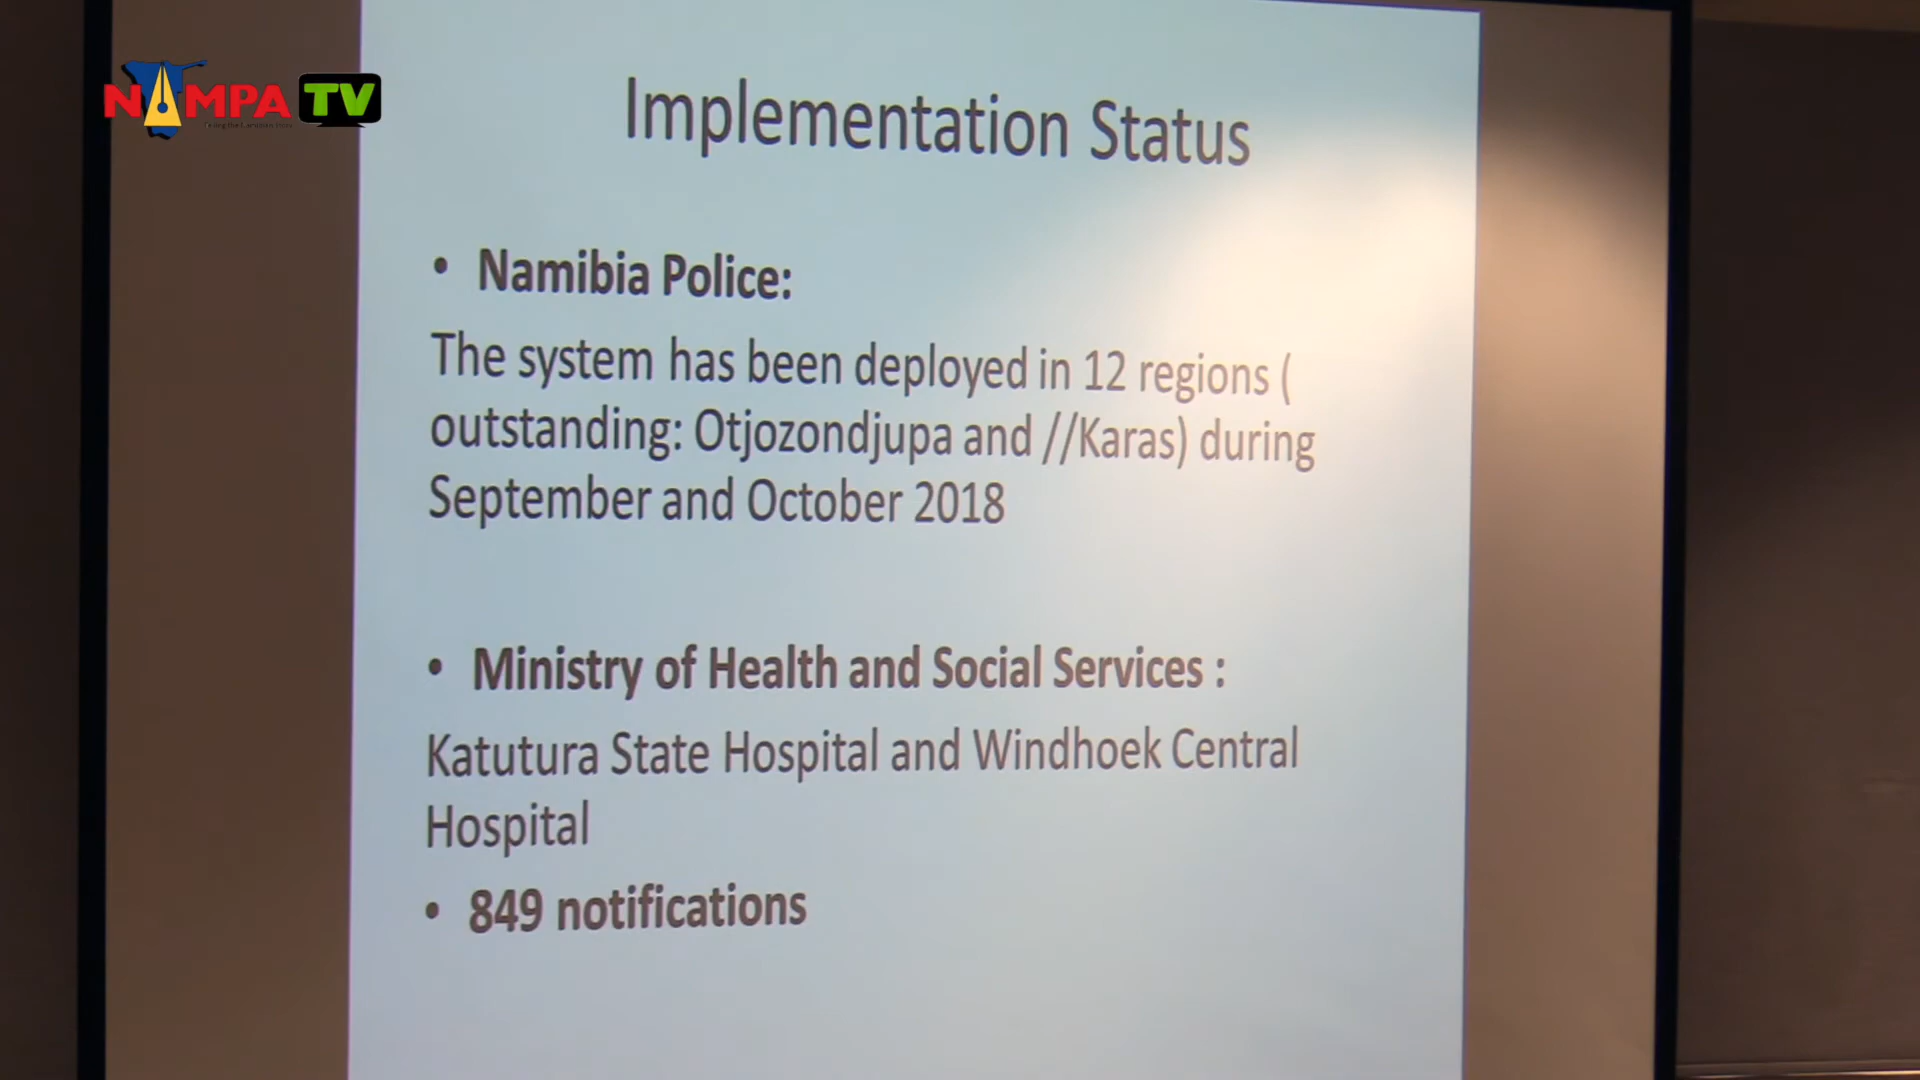 NAMPA TV
Implementation Status
• Namibia Police:
The system has been deployed in 12 regions (
outstanding: Otjozondjupa and //Karas) during
September and October 2018
• Ministry of Health and Social Services :
Katutura State Hospital and Windhoek Central
Hospital
• 849 notifications